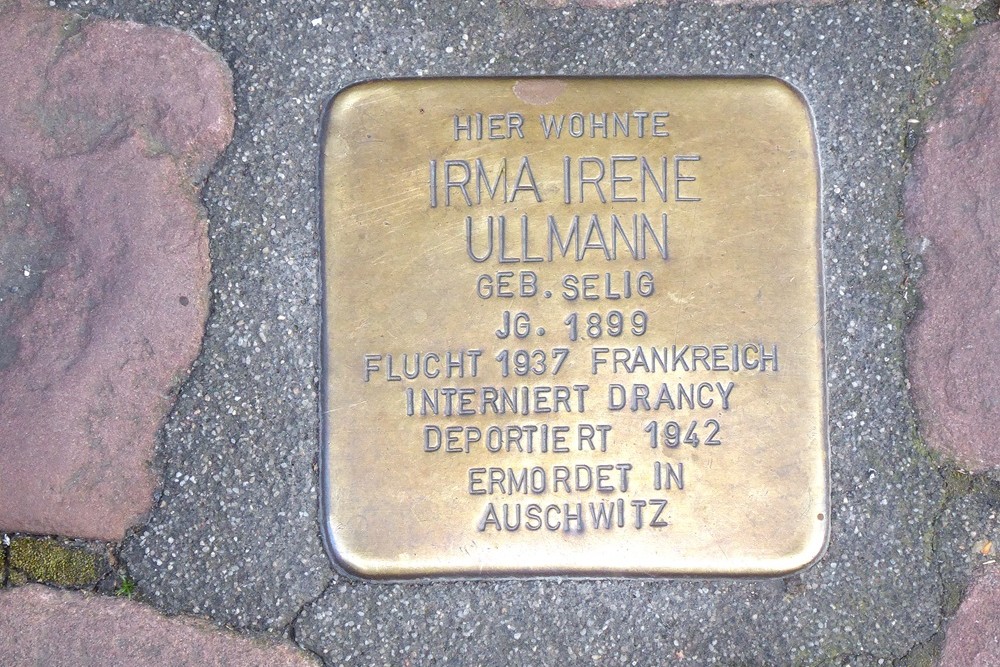 HIER WOHNTE
IRMA IRENE
ULLMANN
GEB. SELIG
JG. 1899
FLUCHT 1937 FRANKREICH
INTERNIERT DRANCY
DEPORTIERT 1942
ERMORDET IN
AUSCHWITZ